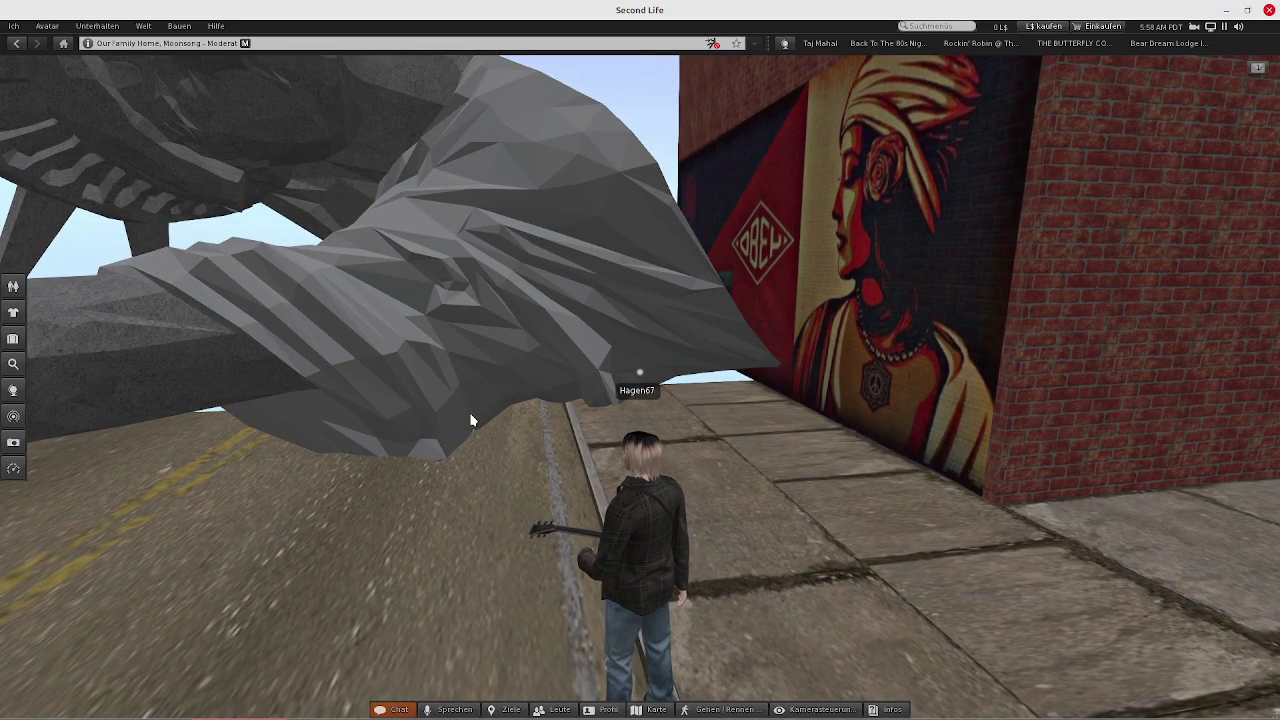 Second Life
Ich Avatar Unterhalten Welt Bauen Hilfe
Suchmenüs 0 L$ L$ kaufen Einkaufen 5:58 AM PDT
Our Family Home, Moonsong - Moderat M
Taj Mahal Back To The 80s Nig... Rockin' Robin @ Th... THE BUTTERFLY CO... Bear Dream Lodge I...
OBEY
Hagen67
Chat Sprechen Ziele Leute Profil Karte Gehen / Rennen ... Kamerasteuerun... Infos